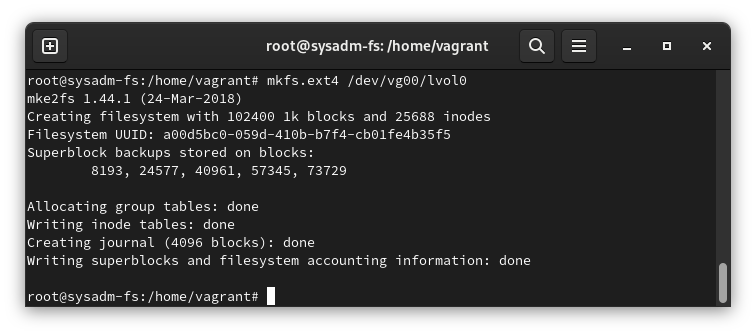 root@sysadm-fs: /home/vagrant
root@sysadm-fs:/home/vagrant# mkfs.ext4 /dev/vg00/lvol0
mke2fs 1.44.1 (24-Mar-2018)
Creating filesystem with 102400 1k blocks and 25688 inodes
Filesystem UUID: a00d5bc0-059d-410b-b7f4-cb01fe4b35f5
Superblock backups stored on blocks:
        8193, 24577, 40961, 57345, 73729

Allocating group tables: done
Writing inode tables: done
Creating journal (4096 blocks): done
Writing superblocks and filesystem accounting information: done

root@sysadm-fs:/home/vagrant#